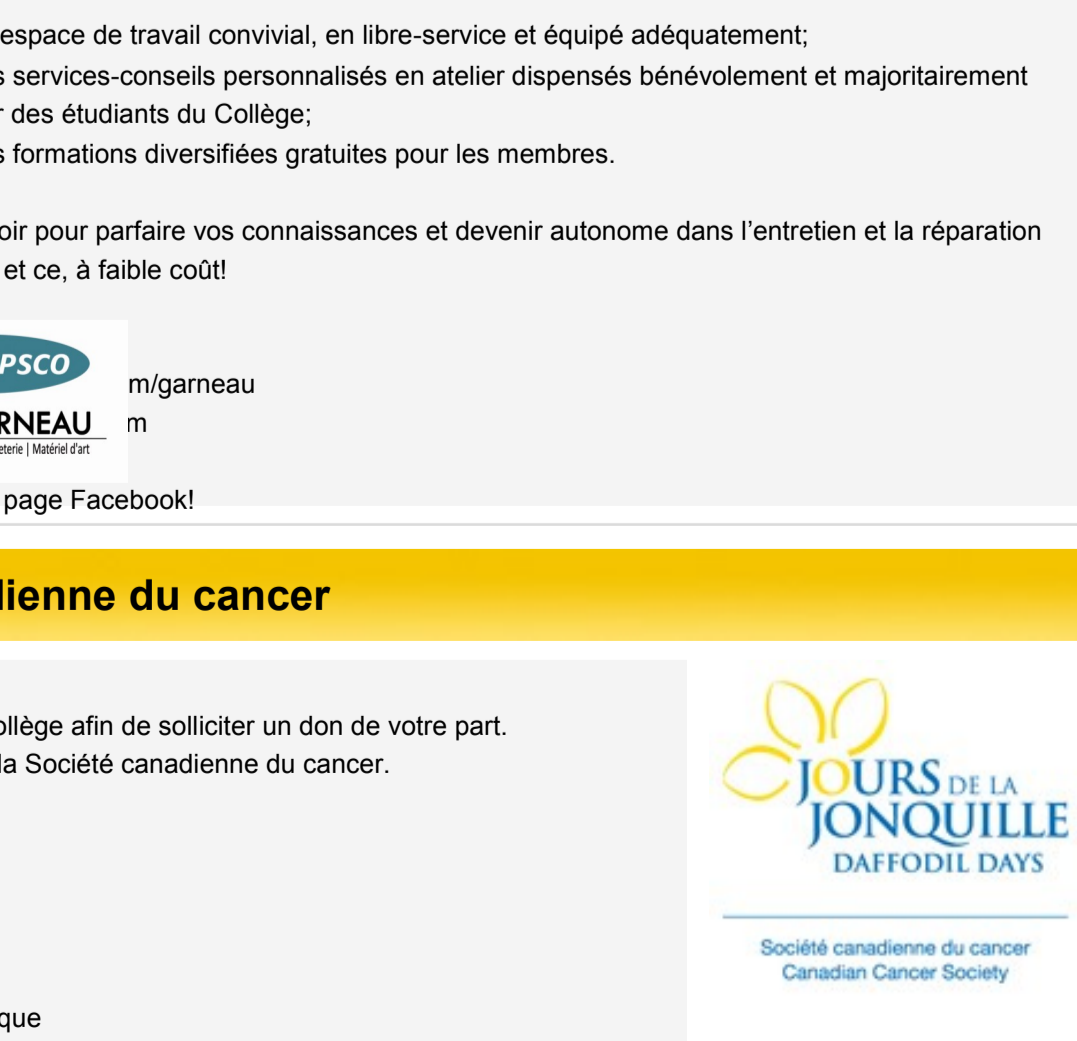 espace de travail convivial, en libre-service et équipé adéquatement;
s services-conseils personnalisés en atelier dispensés bénévolement et majoritairement
r des étudiants du Collège;
s formations diversifiées gratuites pour les membres.
oir pour parfaire vos connaissances et devenir autonome dans l’entretien et la réparation
et ce, à faible coût!
PSCO
m/garneau
RNEAU
m
eterie | Matériel d'art
page Facebook!
dienne du cancer
ollège afin de solliciter un don de votre part.
la Société canadienne du cancer.
JOURS DE LA
JONQUILLE
DAFFODIL DAYS
Société canadienne du cancer
Canadian Cancer Society
que